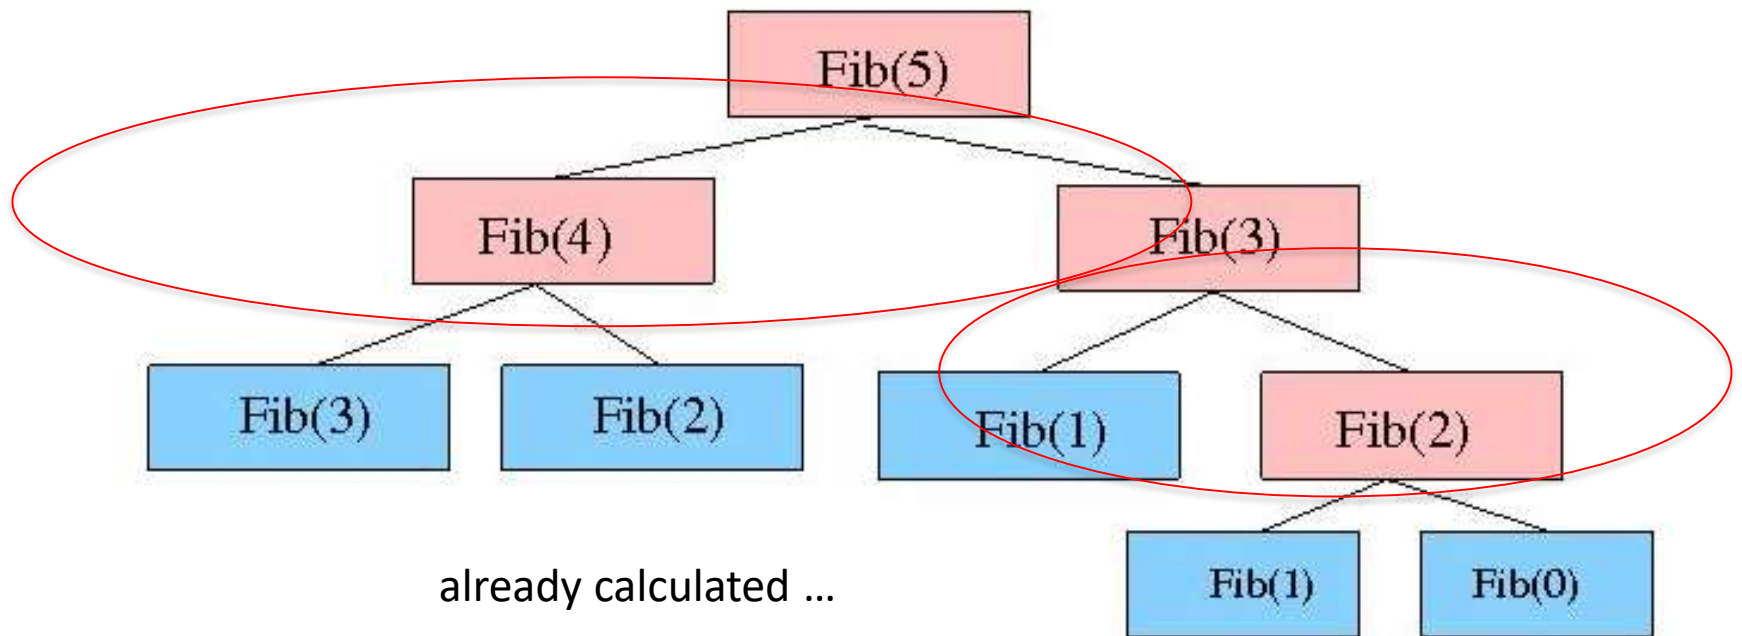 Fib(5)
Fib(4)
Fib(3)
Fib(3)
Fib(2)
Fib(1)
Fib(2)
already calculated …
Fib(1)
Fib(0)